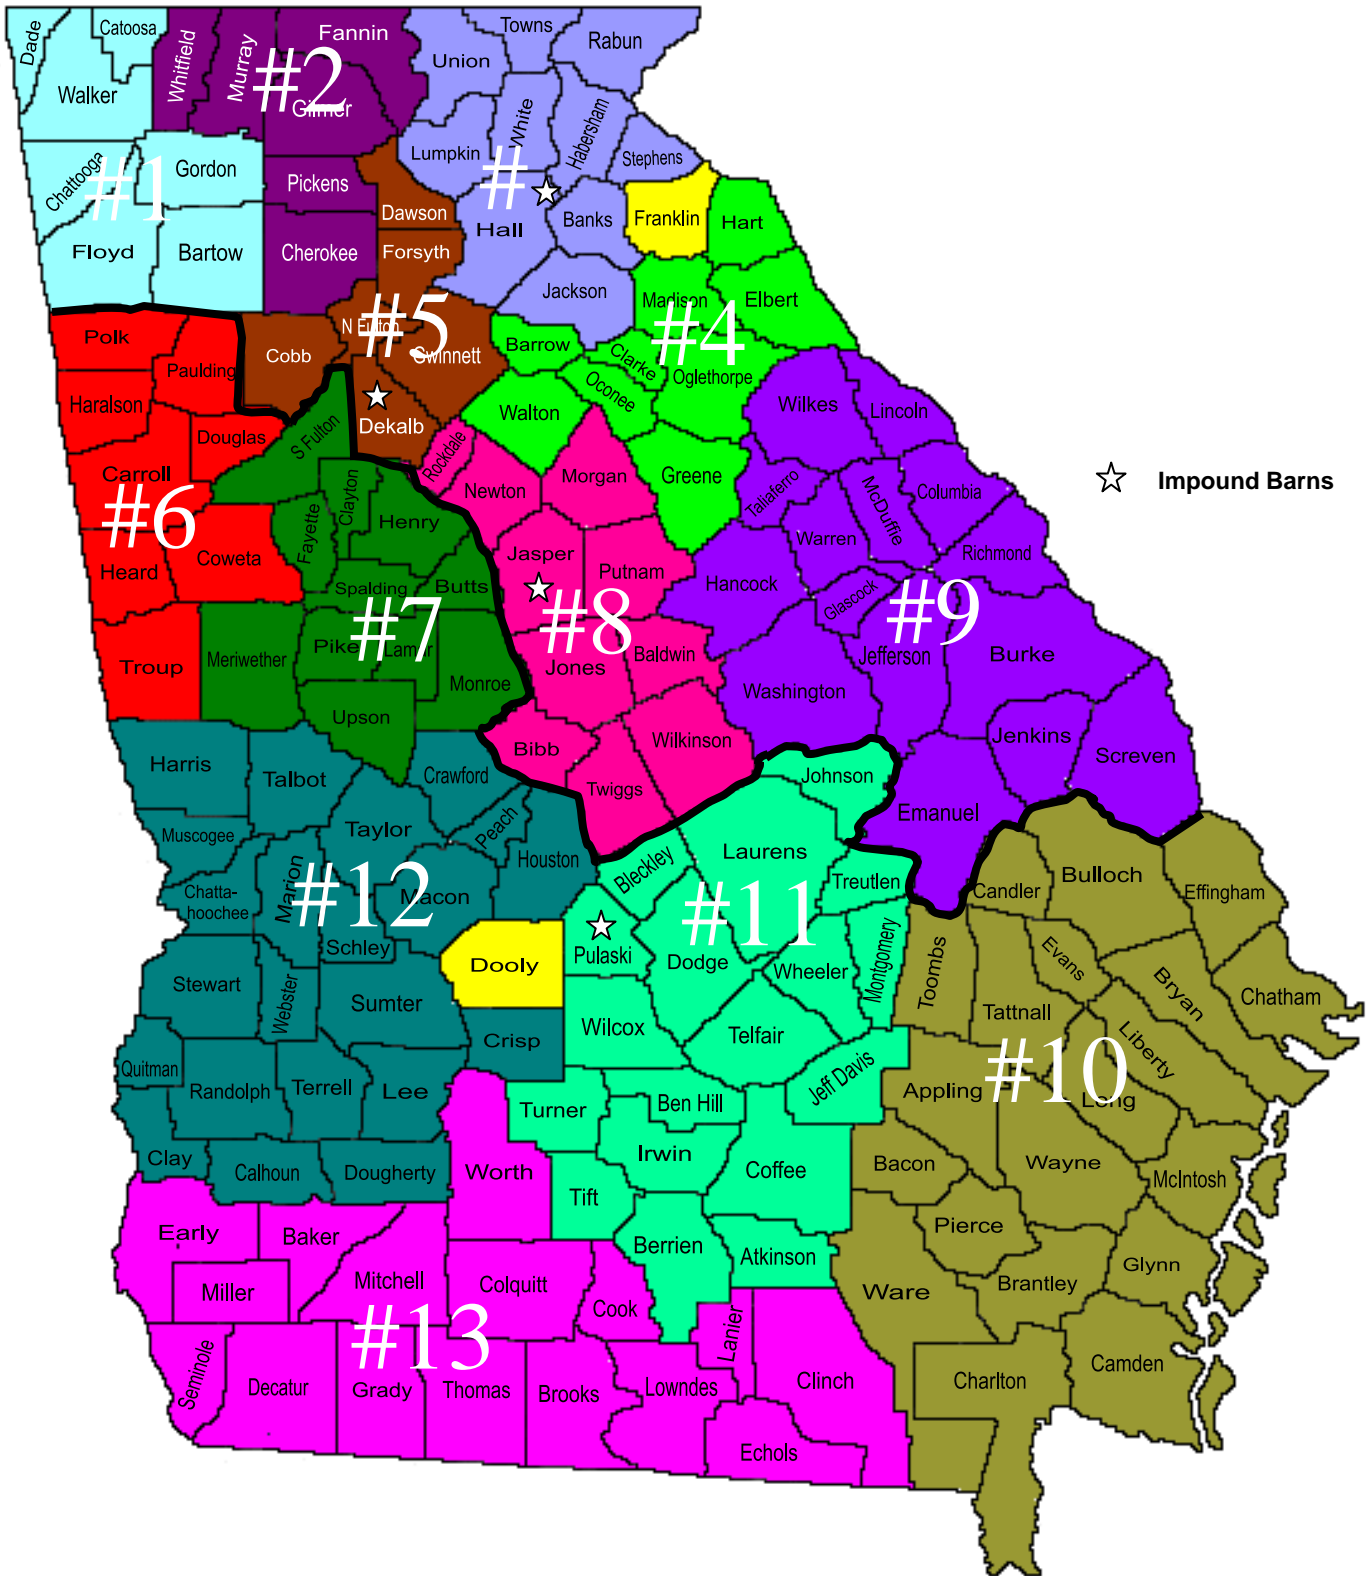 Dade
Catoosa
Whitfield
Murray
Fannin
#2
Gilmer
Union
Towns
Rabun
Walker
White
Habersham
Lumpkin
Stephens
#
Chattooga
#1
Gordon
Pickens
Dawson
Hall
Banks
Franklin
Hart
Floyd
Bartow
Cherokee
Forsyth
Jackson
Madison
Elbert
#4
Polk
Paulding
Cobb
N Fulton
#5
Gwinnett
Barrow
Clarke
Oglethorpe
Oconee
Haralson
Douglas
S Fulton
Dekalb
Walton
Wilkes
Lincoln
Carroll
Rockdale
Newton
Morgan
Greene
Taliaferro
McDuffie
Columbia
Impound Barns
#6
Clayton
Fayette
Henry
Heard
Coweta
Jasper
Putnam
Hancock
Warren
Richmond
Spalding
Butts
#7
#8
Glascock
#9
Troup
Meriwether
Pike
Lamar
Monroe
Jones
Baldwin
Washington
Jefferson
Burke
Upson
Bibb
Wilkinson
Jenkins
Screven
Harris
Talbot
Crawford
Twiggs
Johnson
Emanuel
Muscogee
Taylor
Peach
Houston
Bleckley
Laurens
Treutlen
Candler
Bulloch
Effingham
Chatta-
hoochee
Marion
#12
Macon
Schley
#11
Pulaski
Dodge
Wheeler
Montgomery
Toombs
Evans
Bryan
Chatham
Stewart
Webster
Sumter
Dooly
Tattnall
Crisp
Wilcox
Telfair
Jeff Davis
Liberty
#10
Quitman
Randolph
Terrell
Lee
Turner
Ben Hill
Appling
Long
Clay
Calhoun
Dougherty
Worth
Tift
Irwin
Coffee
Bacon
Wayne
McIntosh
Early
Baker
Mitchell
Berrien
Atkinson
Pierce
Glynn
Miller
Colquitt
Cook
Ware
Brantley
#13
Seminole
Decatur
Grady
Thomas
Brooks
Lowndes
Lanier
Clinch
Charlton
Camden
Echols